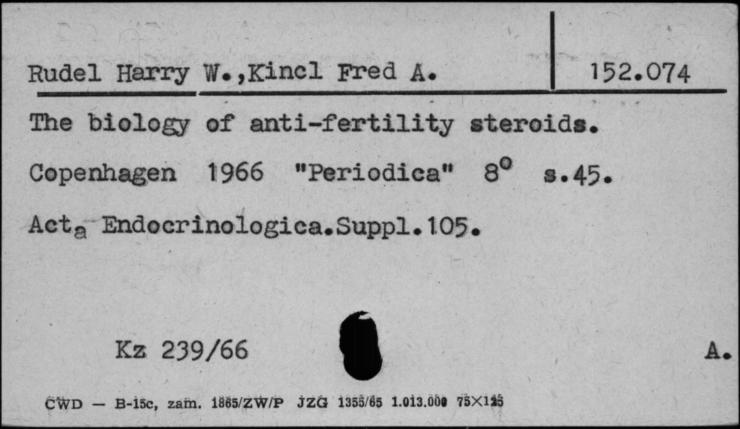 Rudel Harry W.,Kincl Fred A. 152.074
The biology of anti-fertility steroids.
Copenhagen 1966 "Periodica" 8° s.45.
Acta Endocrinologica.Suppl.105.
Kz 239/66 A.
CWD — B-15c, zam. 1865/ZW/P JZG 1355/65 1.013.000 75×125